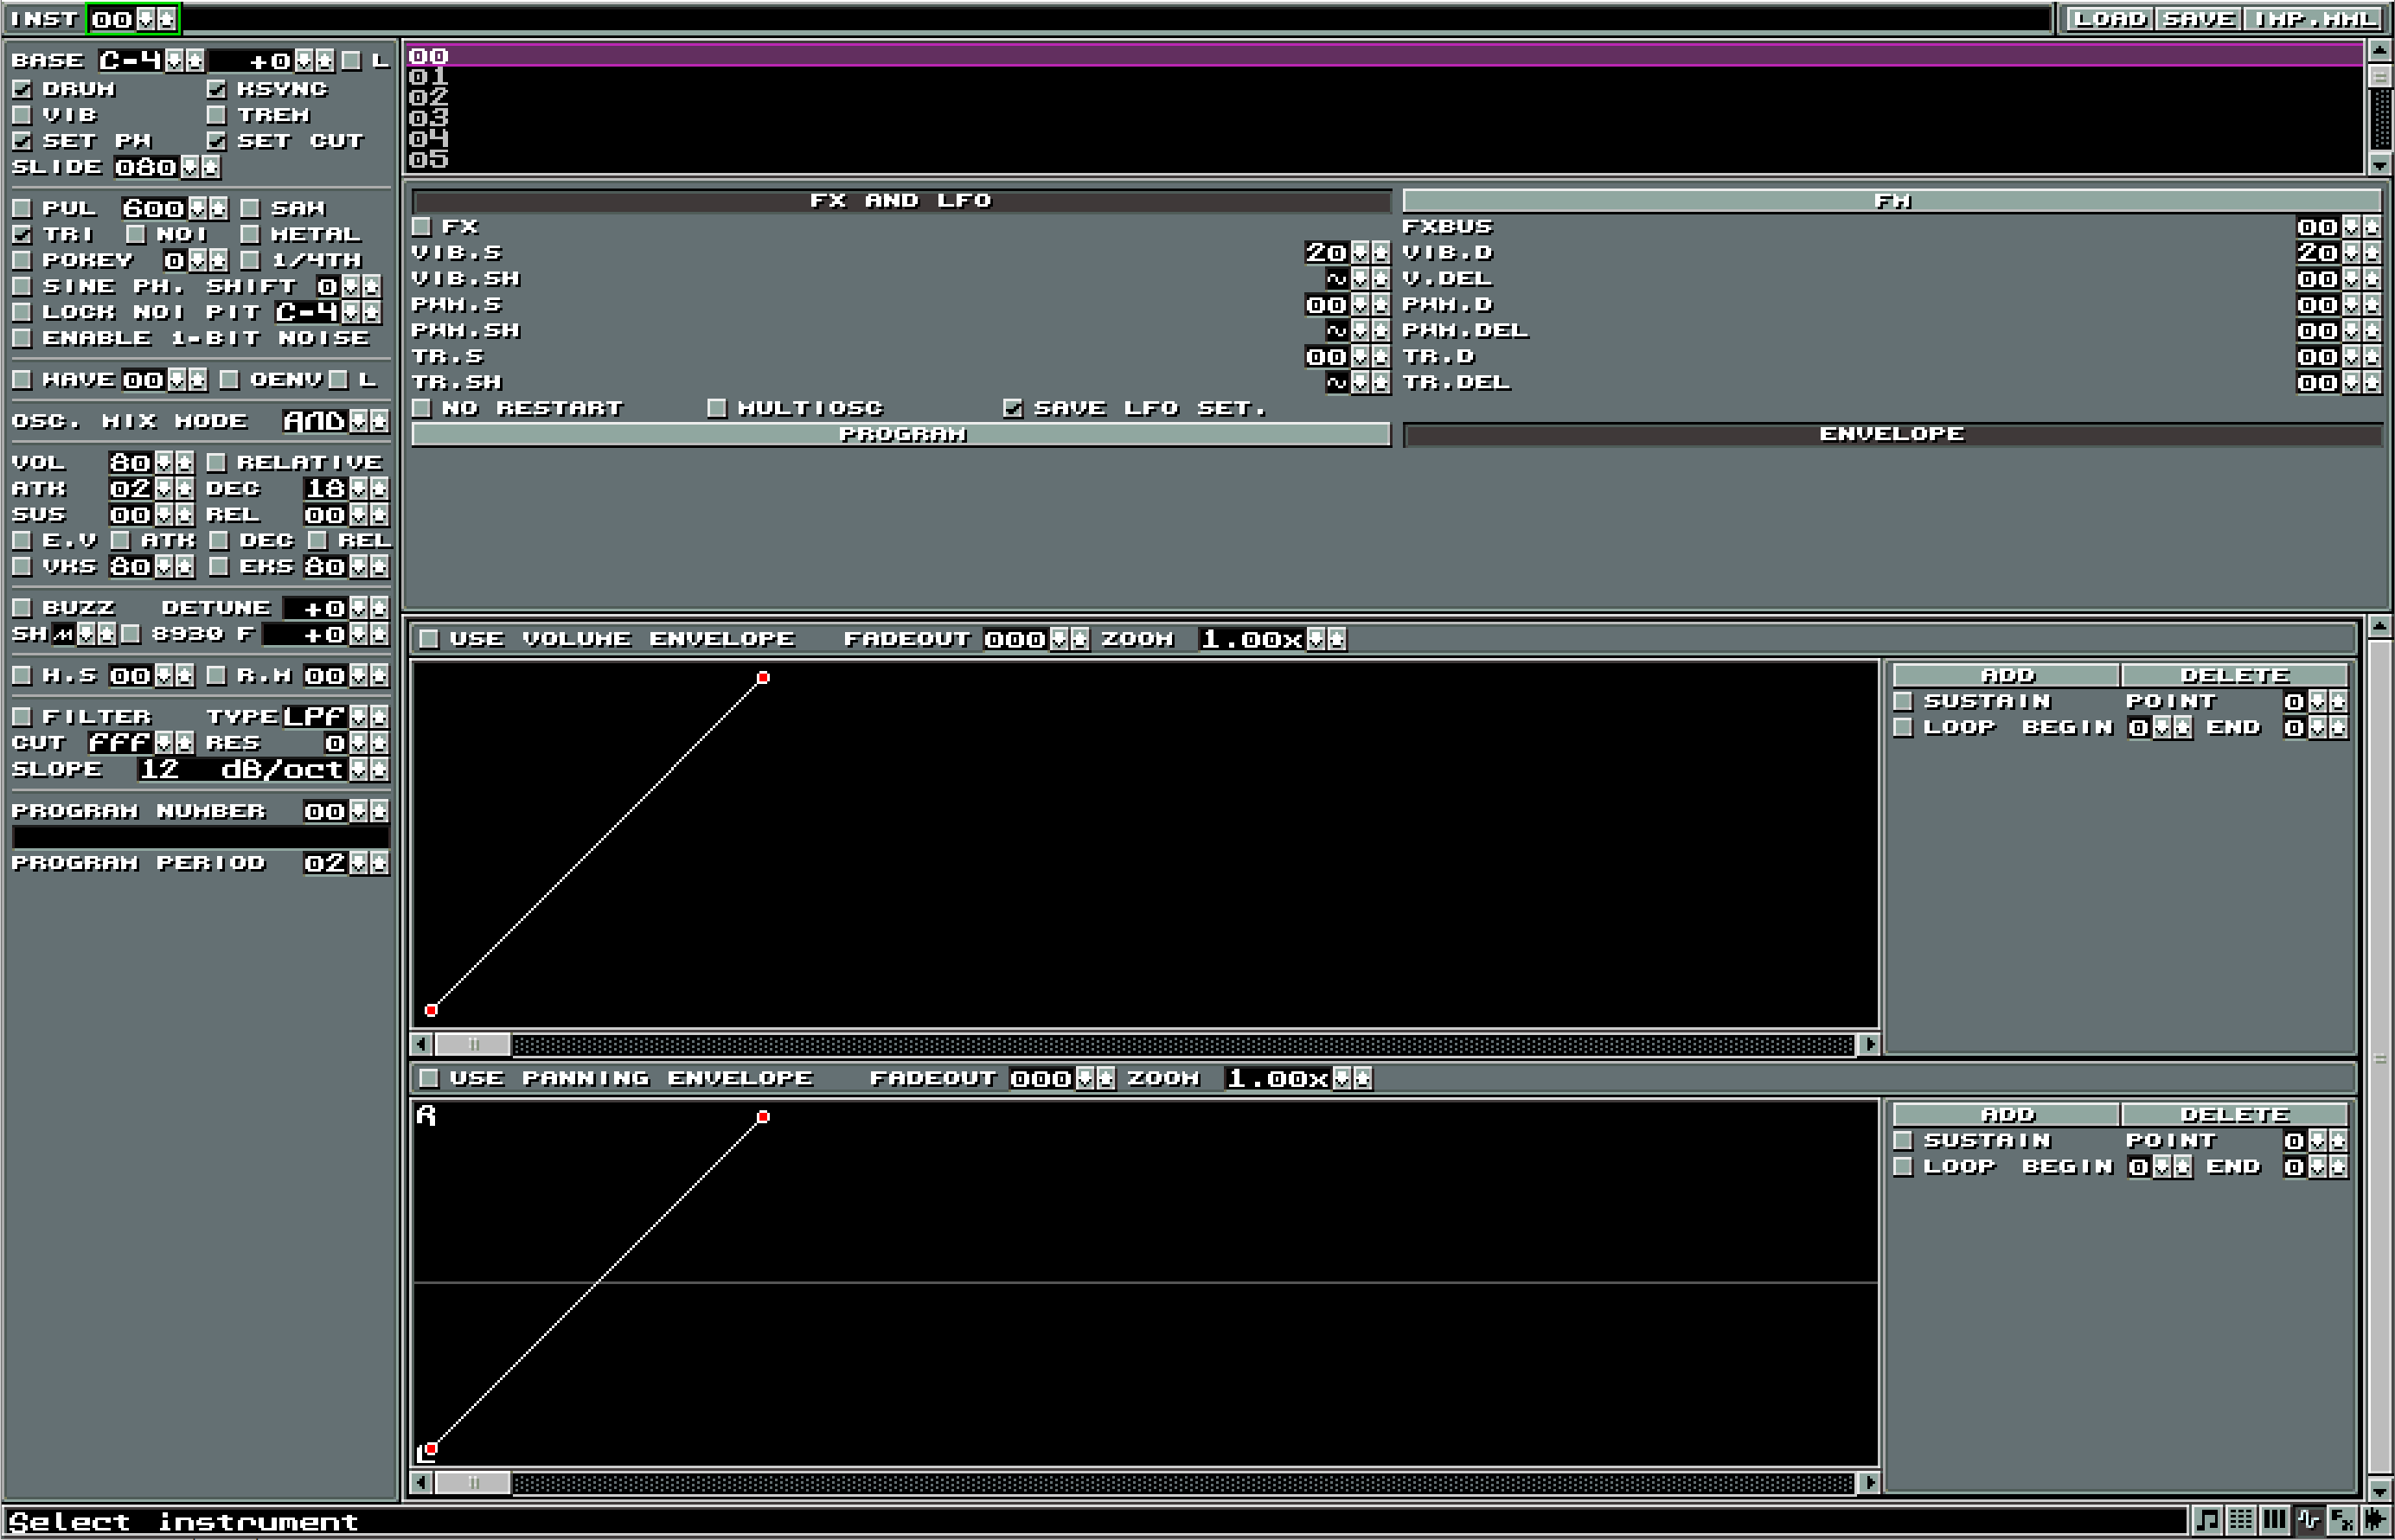 INST 00 LOAD SAVE IMP.WML
BASE C-4 +0 L
DRUM KSYNC
VIB TREM
SET PW SET CUT
SLIDE 080
PUL 600 SAW
TRI NOI METAL
POKEY 0 1/4TH
SINE PH. SHIFT 0
LOCK NOI PIT C-4
ENABLE 1-BIT NOISE
WAVE 00 OENV L
OSC. MIX MODE AND
VOL 80 RELATIVE
ATK 02 DEC 18
SUS 00 REL 00
E.V ATK DEC REL
VKS 80 EKS 80
BUZZ DETUNE +0
SH 8930 F +0
H.S 00 R.M 00
FILTER TYPE LPF
CUT fff RES 0
SLOPE 12 dB/oct
PROGRAM NUMBER 00
PROGRAM PERIOD 02
00
01
02
03
04
05
FX AND LFO FM
FX FXBUS 00
VIB.S 20 VIB.D 20
VIB.SH ~ V.DEL 00
PWM.S 00 PWM.D 00
PWM.SH ~ PWM.DEL 00
TR.S 00 TR.D 00
TR.SH ~ TR.DEL 00
NO RESTART MULTIOSC SAVE LFO SET.
PROGRAM ENVELOPE
USE VOLUME ENVELOPE FADEOUT 000 ZOOM 1.00x
ADD DELETE
SUSTAIN POINT 0
LOOP BEGIN 0 END 0
USE PANNING ENVELOPE FADEOUT 000 ZOOM 1.00x
R
ADD DELETE
SUSTAIN POINT 0
LOOP BEGIN 0 END 0
L
Select instrument